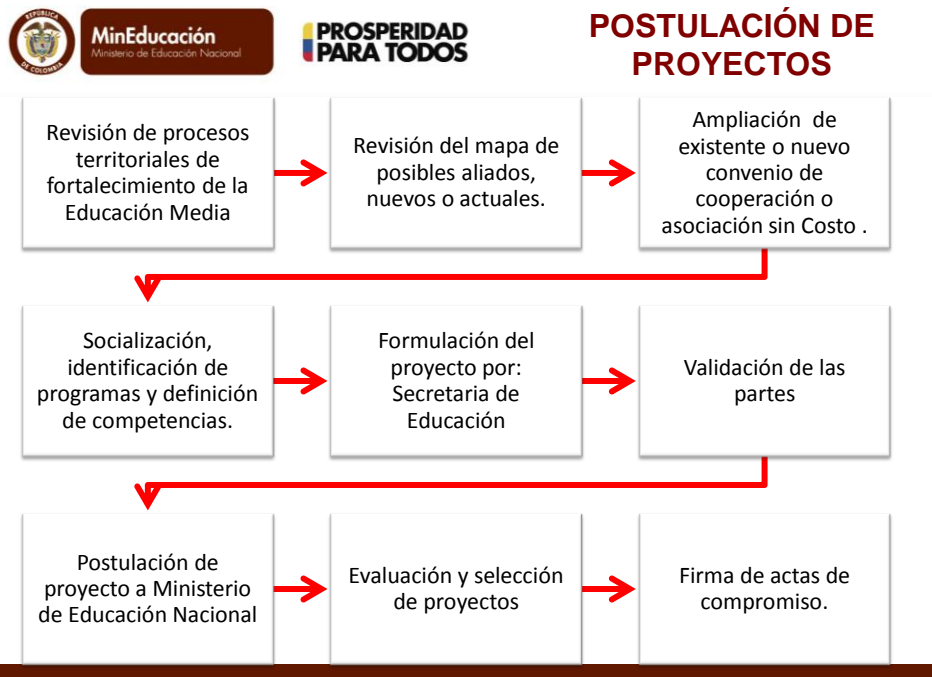 REPÚBLICA
DE COLOMBIA
MinEducación
Ministerio de Educación Nacional
PROSPERIDAD
PARA TODOS
POSTULACIÓN DE
PROYECTOS
Revisión de procesos
territoriales de
fortalecimiento de la
Educación Media
Revisión del mapa de
posibles aliados,
nuevos o actuales.
Ampliación de
existente o nuevo
convenio de
cooperación o
asociación sin Costo .
Socialización,
identificación de
programas y definición
de competencias.
Formulación del
proyecto por:
Secretaria de
Educación
Validación de las
partes
Postulación de
proyecto a Ministerio
de Educación Nacional
Evaluación y selección
de proyectos
Firma de actas de
compromiso.